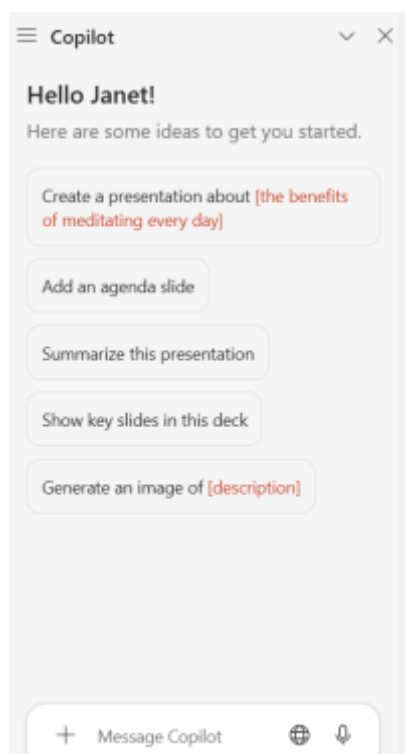 Copilot
Hello Janet!
Here are some ideas to get you started.
Create a presentation about [the benefits
of meditating every day]
Add an agenda slide
Summarize this presentation
Show key slides in this deck
Generate an image of [description]
Message Copilot